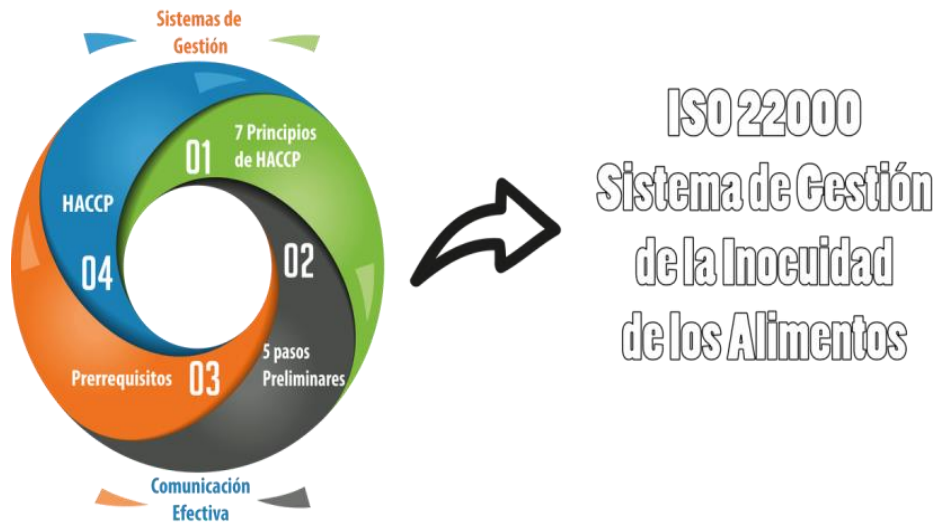 Sistemas de
Gestión
01
7 Principios
de HACCP
02
5 pasos
Preliminares
03
Prerrequisitos
04
HACCP
Comunicación
Efectiva
ISO 22000
Sistema de Gestión
de la Inocuidad
de los Alimentos